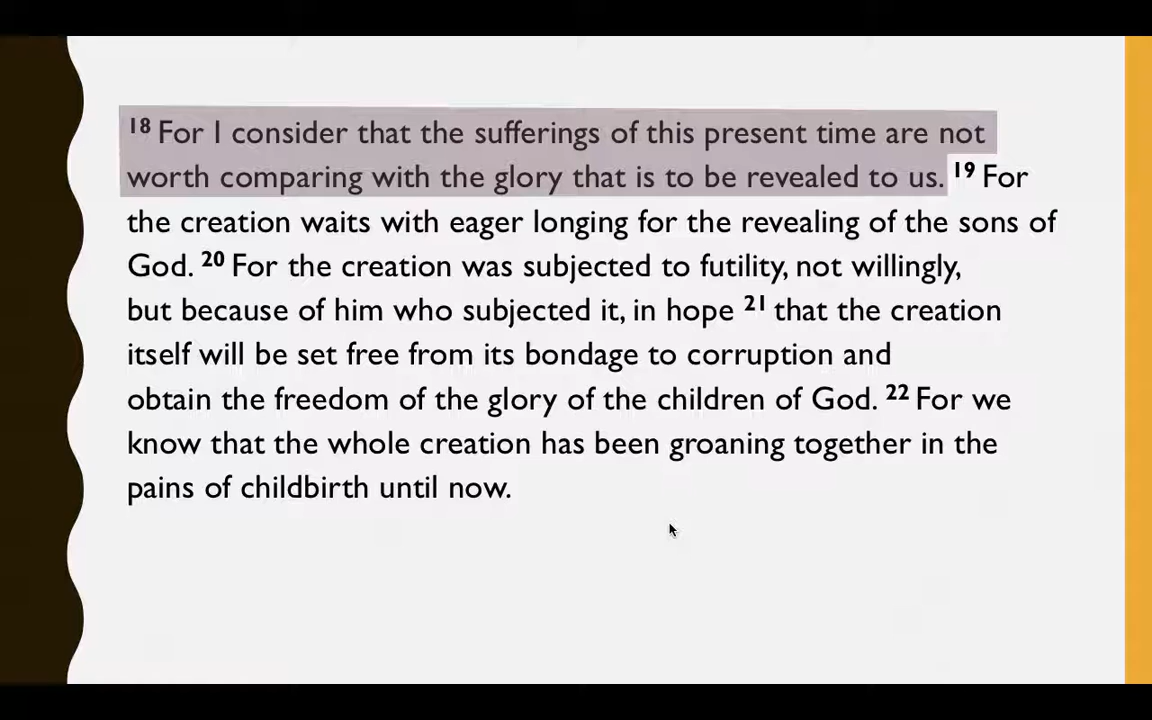 18 For I consider that the sufferings of this present time are not
worth comparing with the glory that is to be revealed to us. 19 For
the creation waits with eager longing for the revealing of the sons of
God. 20 For the creation was subjected to futility, not willingly,
but because of him who subjected it, in hope 21 that the creation
itself will be set free from its bondage to corruption and
obtain the freedom of the glory of the children of God. 22 For we
know that the whole creation has been groaning together in the
pains of childbirth until now.